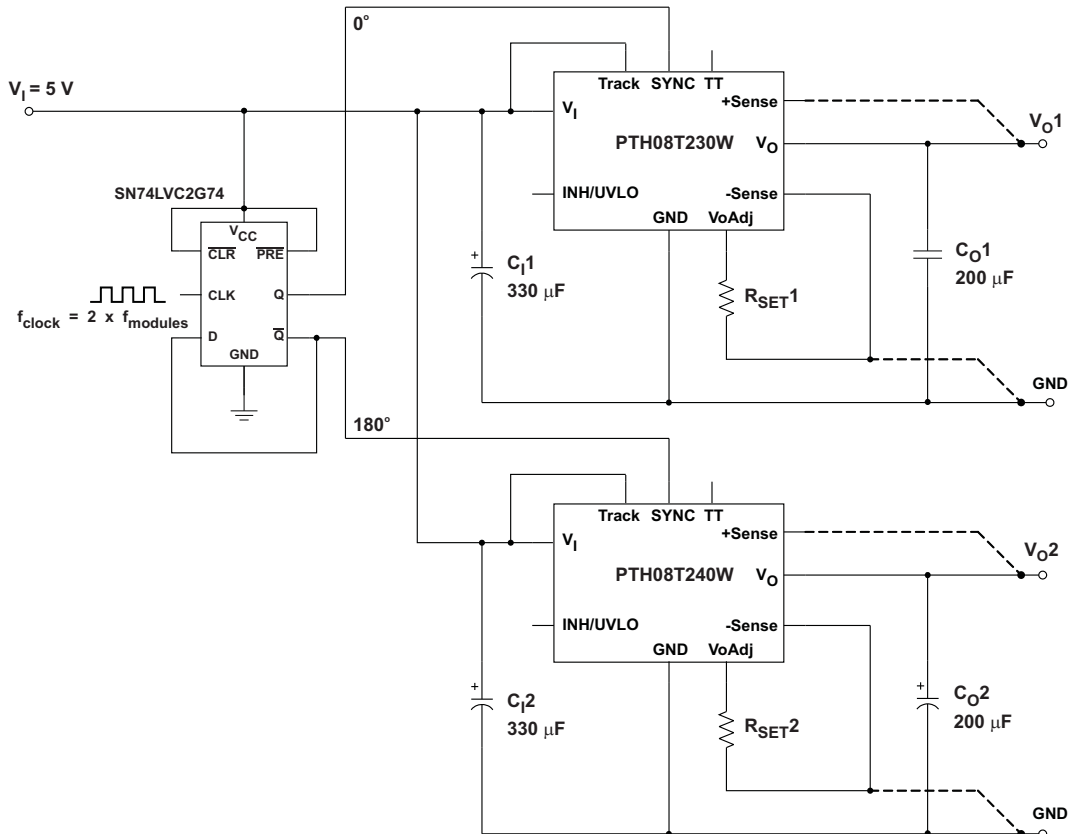 0°
V_I = 5 V
Track SYNC TT
V_I
+Sense
PTH08T230W
V_O
V_O1
INH/UVLO
-Sense
GND VoAdj
SN74LVC2G74
V_CC
C̅L̅R̅ P̅R̅E̅
CLK Q
f_clock = 2 x f_modules
D Q̅
GND
+
C_I1
330 μF
R_SET1
C_O1
200 μF
GND
180°
Track SYNC TT
V_I
+Sense
PTH08T240W
V_O
V_O2
INH/UVLO
-Sense
GND VoAdj
+
C_I2
330 μF
R_SET2
+
C_O2
200 μF
GND